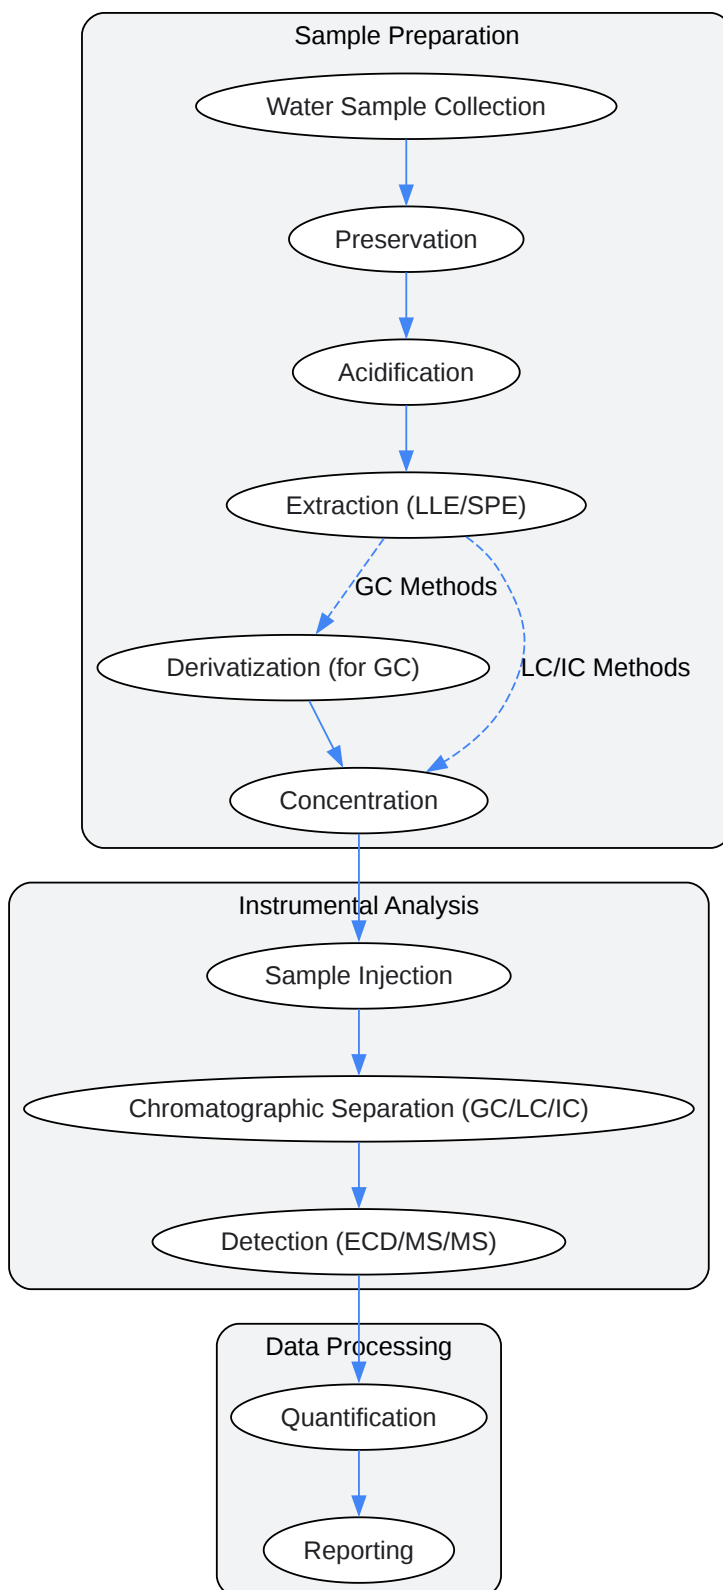 Sample Preparation
Water Sample Collection
Preservation
Acidification
Extraction (LLE/SPE)
GC Methods
Derivatization (for GC)
LC/IC Methods
Concentration
Instrumental Analysis
Sample Injection
Chromatographic Separation (GC/LC/IC)
Detection (ECD/MS/MS)
Data Processing
Quantification
Reporting